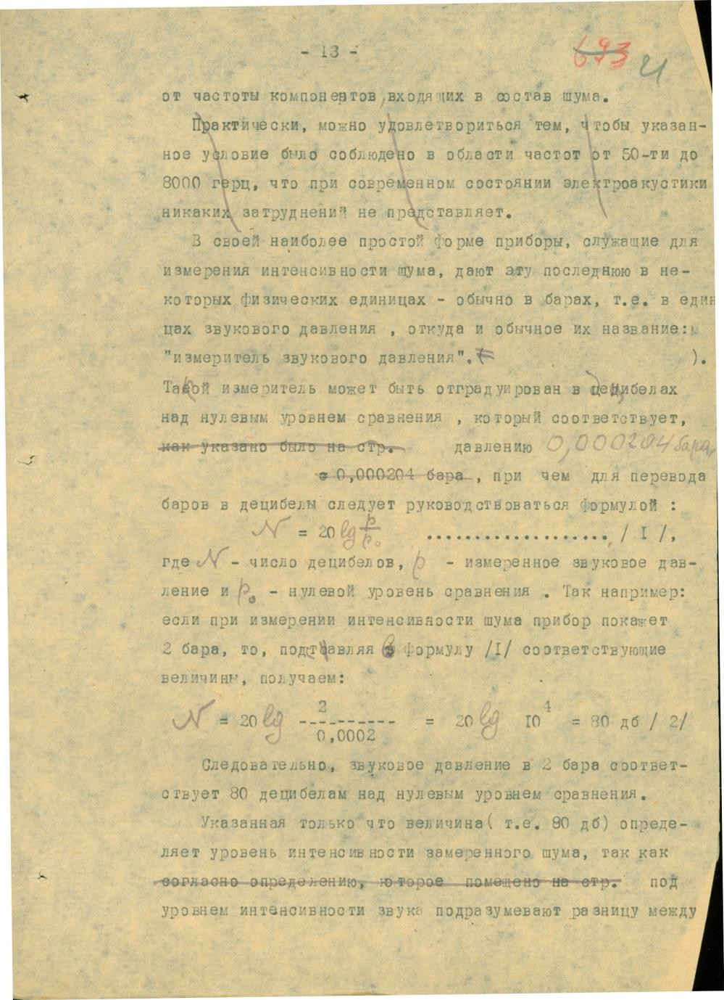 - 13 -
693 21
от частоты компонентов, входящих в состав шума.
Практически, можно удовлетвориться тем, чтобы указан-
ное условие было соблюдено в области частот от 50-ти до
8000 герц, что при современном состоянии электроакустики
никаких затруднений не представляет.
В своей наиболее простой форме приборы, служащие для
измерения интенсивности шума, дают эту последнюю в не-
которых физических единицах - обычно в барах, т.е. в един
цах звукового давления , откуда и обычное их название:
"измеритель звукового давления".( ).
Такой измеритель может быть отградуирован в децибелах
над нулевым уровнем сравнения , который соответствует,
как указано было на стр. давлению 0,000204 бара,
= 0,000204 бара , при чем для перевода
баров в децибелы следует руководствоваться формулой :
N = 20 lg p/p₀ .................... / I /,
где N - число децибелов, p - измеренное звуковое дав-
ление и p₀ - нулевой уровень сравнения . Так например:
если при измерении интенсивности шума прибор покажет
2 бара, то, подставляя в формулу /I/ соответствующие
величины, получаем:
N = 20 lg 2 / 0,0002 = 20 lg 10⁴ = 80 дб / 2/
Следовательно, звуковое давление в 2 бара соответ-
ствует 80 децибелам над нулевым уровнем сравнения.
Указанная только что величина( т.е. 80 дб) опреде-
ляет уровень интенсивности замеренного шума, так как
согласно определению, которое помещено на стр. под
уровнем интенсивности звука подразумевают разницу между